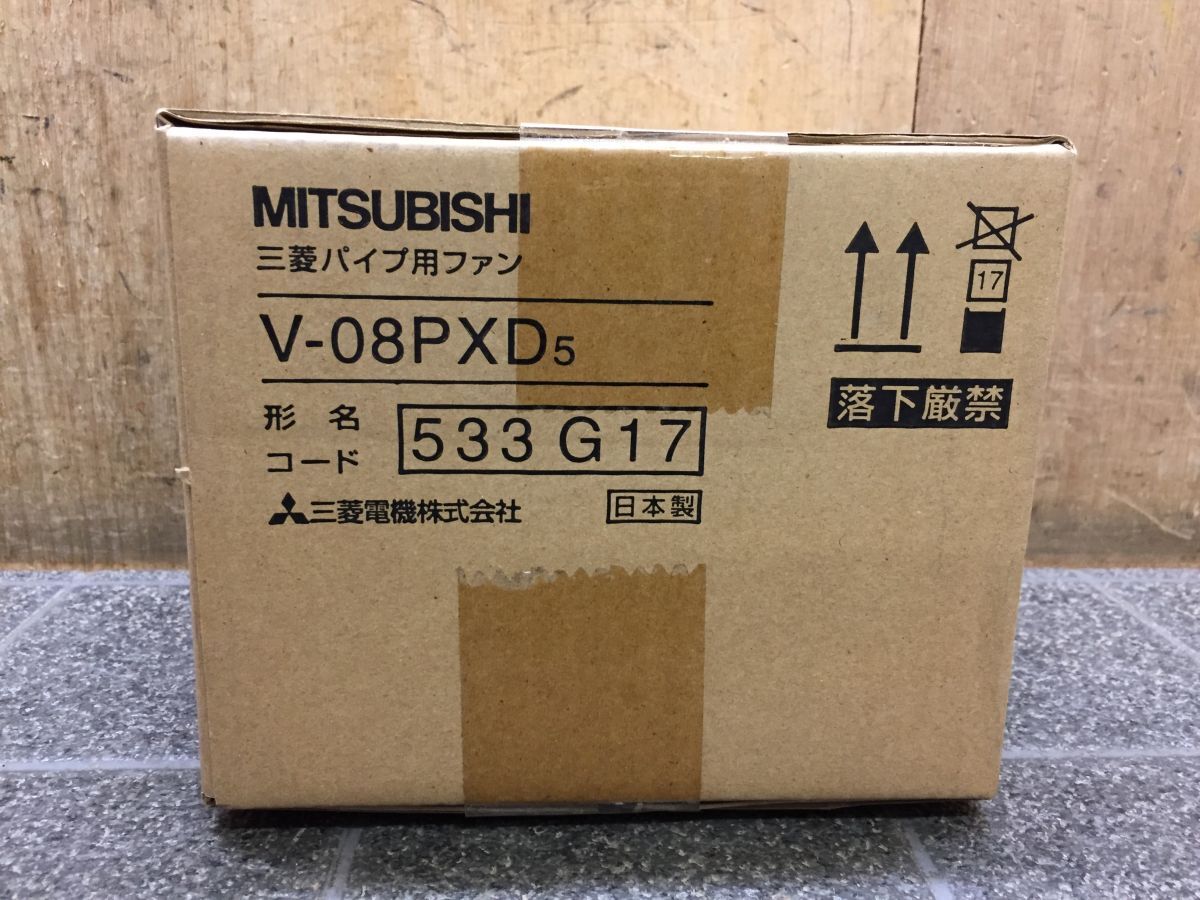 MITSUBISHI
三菱パイプ用ファン
V-08PXD5
形名
コード
533 G17
三菱電機株式会社
日本製
17
落下厳禁